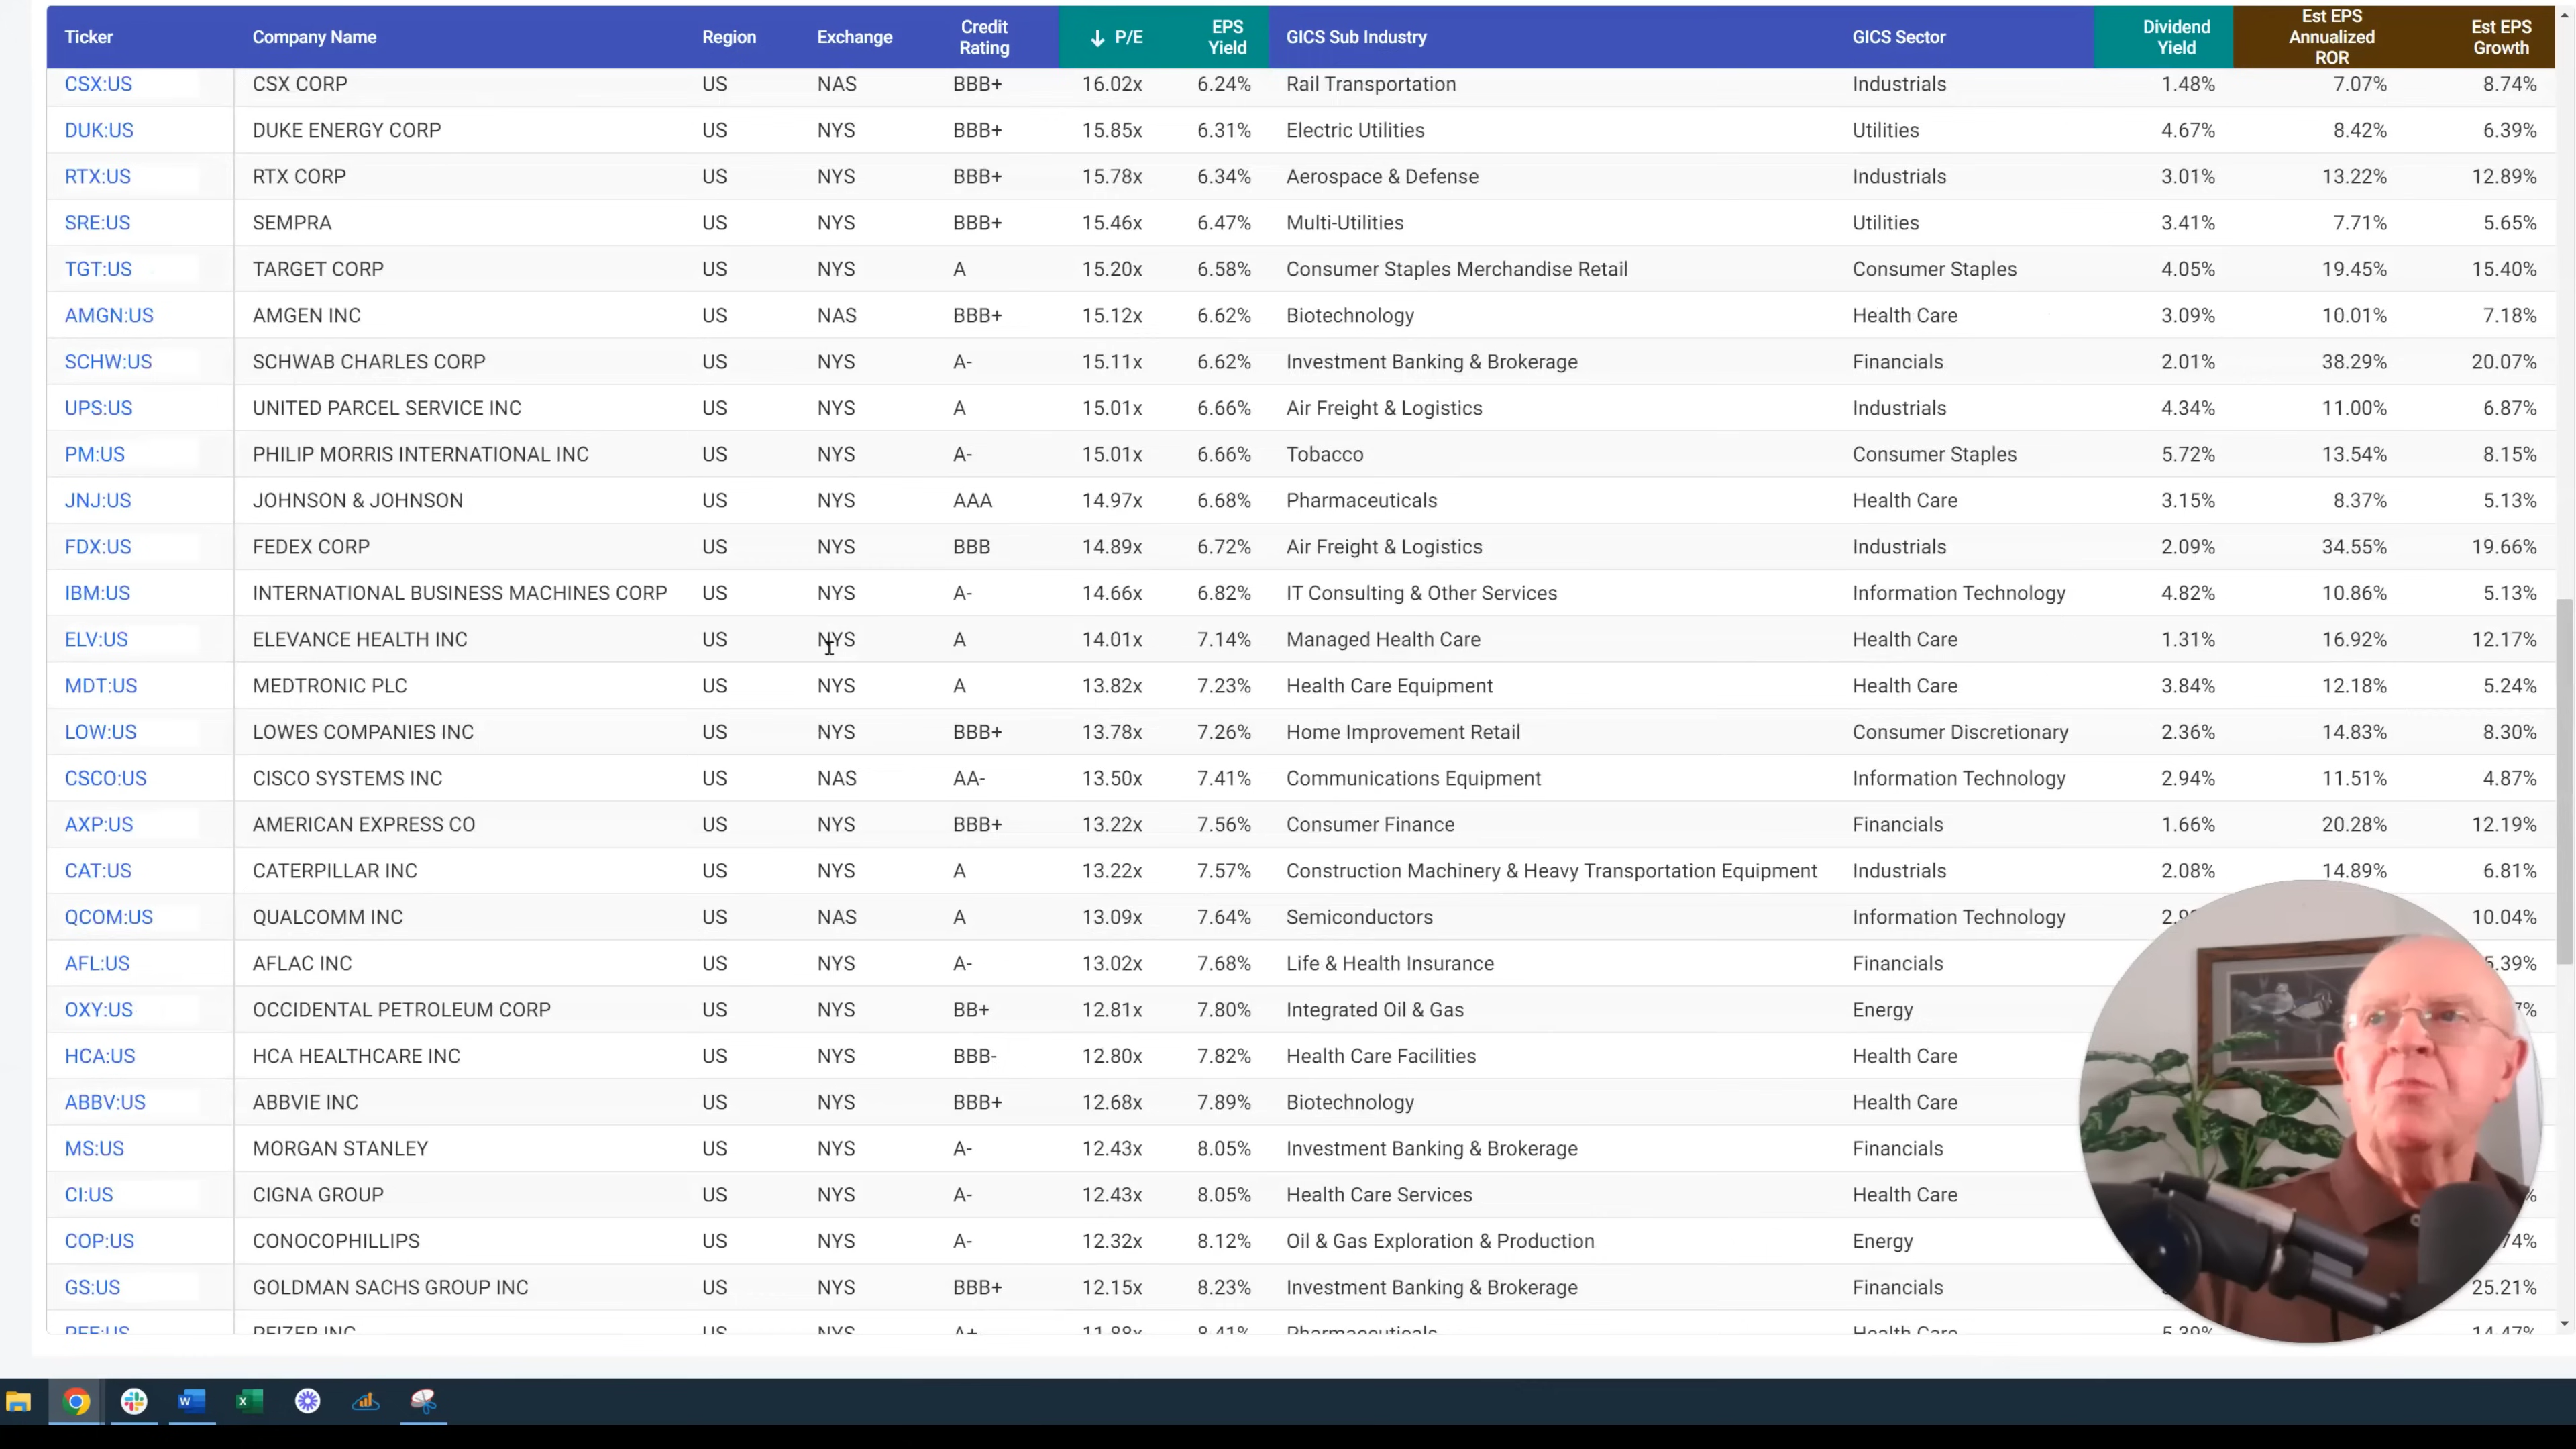 Ticker Company Name Region Exchange Credit Rating ↓ P/E EPS Yield GICS Sub Industry GICS Sector Dividend Yield Est EPS Annualized ROR Est EPS Growth
CSX:US CSX CORP US NAS BBB+ 16.02x 6.24% Rail Transportation Industrials 1.48% 7.07% 8.74%
DUK:US DUKE ENERGY CORP US NYS BBB+ 15.85x 6.31% Electric Utilities Utilities 4.67% 8.42% 6.39%
RTX:US RTX CORP US NYS BBB+ 15.78x 6.34% Aerospace & Defense Industrials 3.01% 13.22% 12.89%
SRE:US SEMPRA US NYS BBB+ 15.46x 6.47% Multi-Utilities Utilities 3.41% 7.71% 5.65%
TGT:US TARGET CORP US NYS A 15.20x 6.58% Consumer Staples Merchandise Retail Consumer Staples 4.05% 19.45% 15.40%
AMGN:US AMGEN INC US NAS BBB+ 15.12x 6.62% Biotechnology Health Care 3.09% 10.01% 7.18%
SCHW:US SCHWAB CHARLES CORP US NYS A- 15.11x 6.62% Investment Banking & Brokerage Financials 2.01% 38.29% 20.07%
UPS:US UNITED PARCEL SERVICE INC US NYS A 15.01x 6.66% Air Freight & Logistics Industrials 4.34% 11.00% 6.87%
PM:US PHILIP MORRIS INTERNATIONAL INC US NYS A- 15.01x 6.66% Tobacco Consumer Staples 5.72% 13.54% 8.15%
JNJ:US JOHNSON & JOHNSON US NYS AAA 14.97x 6.68% Pharmaceuticals Health Care 3.15% 8.37% 5.13%
FDX:US FEDEX CORP US NYS BBB 14.89x 6.72% Air Freight & Logistics Industrials 2.09% 34.55% 19.66%
IBM:US INTERNATIONAL BUSINESS MACHINES CORP US NYS A- 14.66x 6.82% IT Consulting & Other Services Information Technology 4.82% 10.86% 5.13%
ELV:US ELEVANCE HEALTH INC US NYS A 14.01x 7.14% Managed Health Care Health Care 1.31% 16.92% 12.17%
MDT:US MEDTRONIC PLC US NYS A 13.82x 7.23% Health Care Equipment Health Care 3.84% 12.18% 5.24%
LOW:US LOWES COMPANIES INC US NYS BBB+ 13.78x 7.26% Home Improvement Retail Consumer Discretionary 2.36% 14.83% 8.30%
CSCO:US CISCO SYSTEMS INC US NAS AA- 13.50x 7.41% Communications Equipment Information Technology 2.94% 11.51% 4.87%
AXP:US AMERICAN EXPRESS CO US NYS BBB+ 13.22x 7.56% Consumer Finance Financials 1.66% 20.28% 12.19%
CAT:US CATERPILLAR INC US NYS A 13.22x 7.57% Construction Machinery & Heavy Transportation Equipment Industrials 2.08% 14.89% 6.81%
QCOM:US QUALCOMM INC US NAS A 13.09x 7.64% Semiconductors Information Technology 10.04%
AFL:US AFLAC INC US NYS A- 13.02x 7.68% Life & Health Insurance Financials
OXY:US OCCIDENTAL PETROLEUM CORP US NYS BB+ 12.81x 7.80% Integrated Oil & Gas Energy
HCA:US HCA HEALTHCARE INC US NYS BBB- 12.80x 7.82% Health Care Facilities Health Care
ABBV:US ABBVIE INC US NYS BBB+ 12.68x 7.89% Biotechnology Health Care
MS:US MORGAN STANLEY US NYS A- 12.43x 8.05% Investment Banking & Brokerage Financials
CI:US CIGNA GROUP US NYS A- 12.43x 8.05% Health Care Services Health Care
COP:US CONOCOPHILLIPS US NYS A- 12.32x 8.12% Oil & Gas Exploration & Production Energy
GS:US GOLDMAN SACHS GROUP INC US NYS BBB+ 12.15x 8.23% Investment Banking & Brokerage Financials 25.21%
PFE:US PFIZER INC US NYS A+ 11.88x 8.41% Pharmaceuticals Health Care 5.39% 14.47%